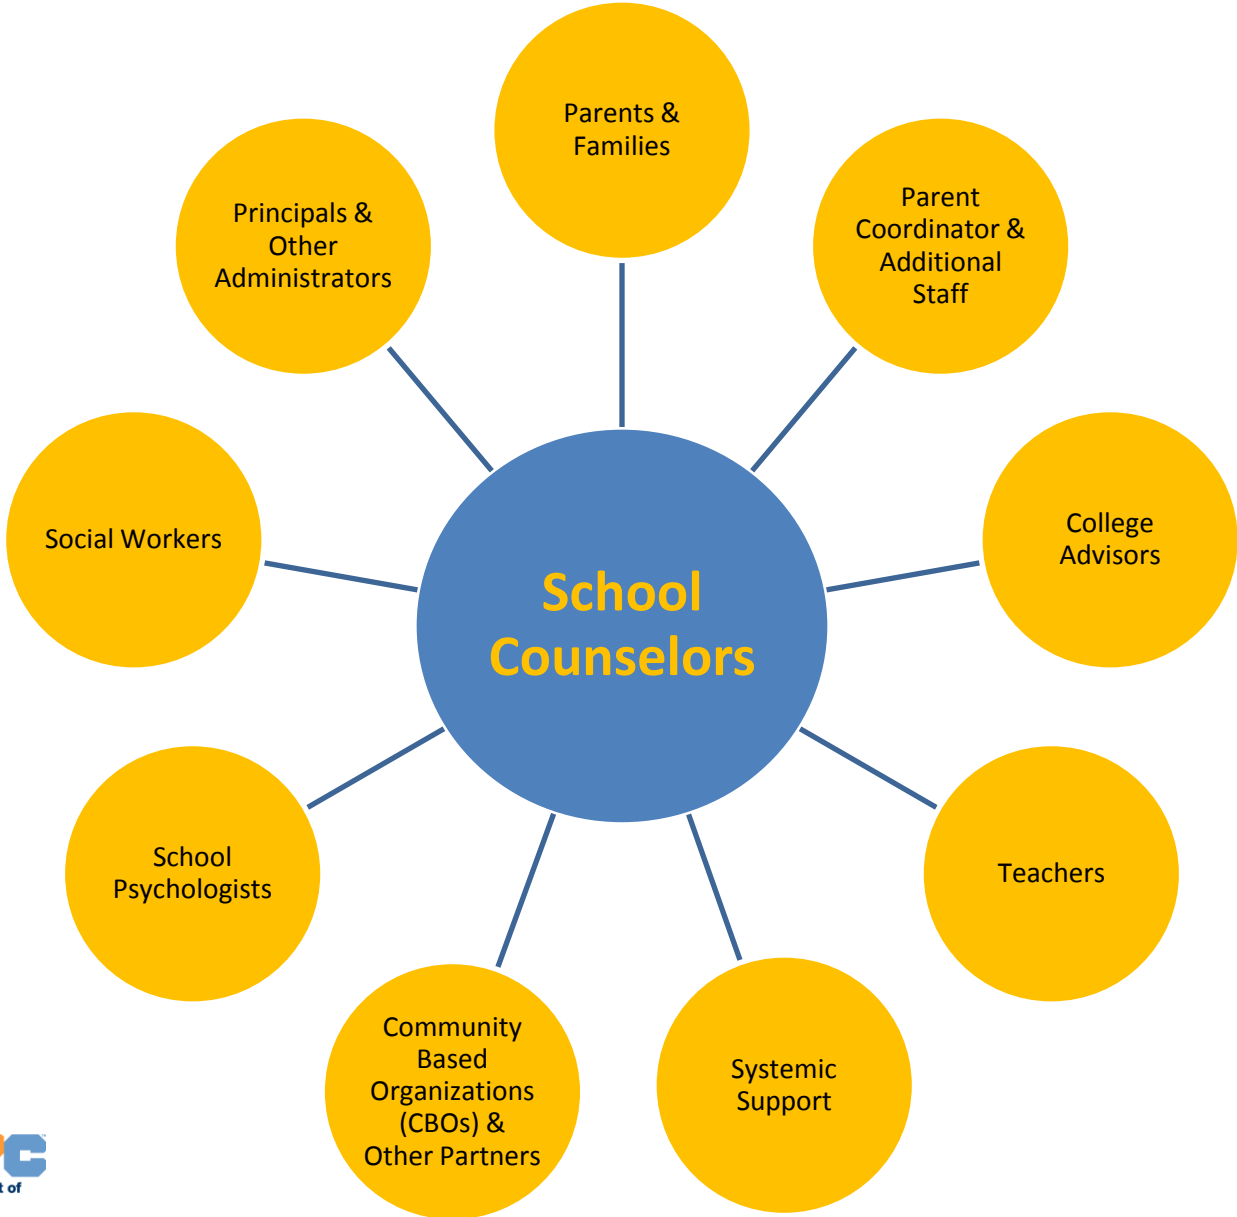 Parents &
Families
Parent
Coordinator &
Additional
Staff
College
Advisors
Teachers
Systemic
Support
Community
Based
Organizations
(CBOs) &
Other Partners
School
Psychologists
Social Workers
Principals &
Other
Administrators
School
Counselors
C
t of